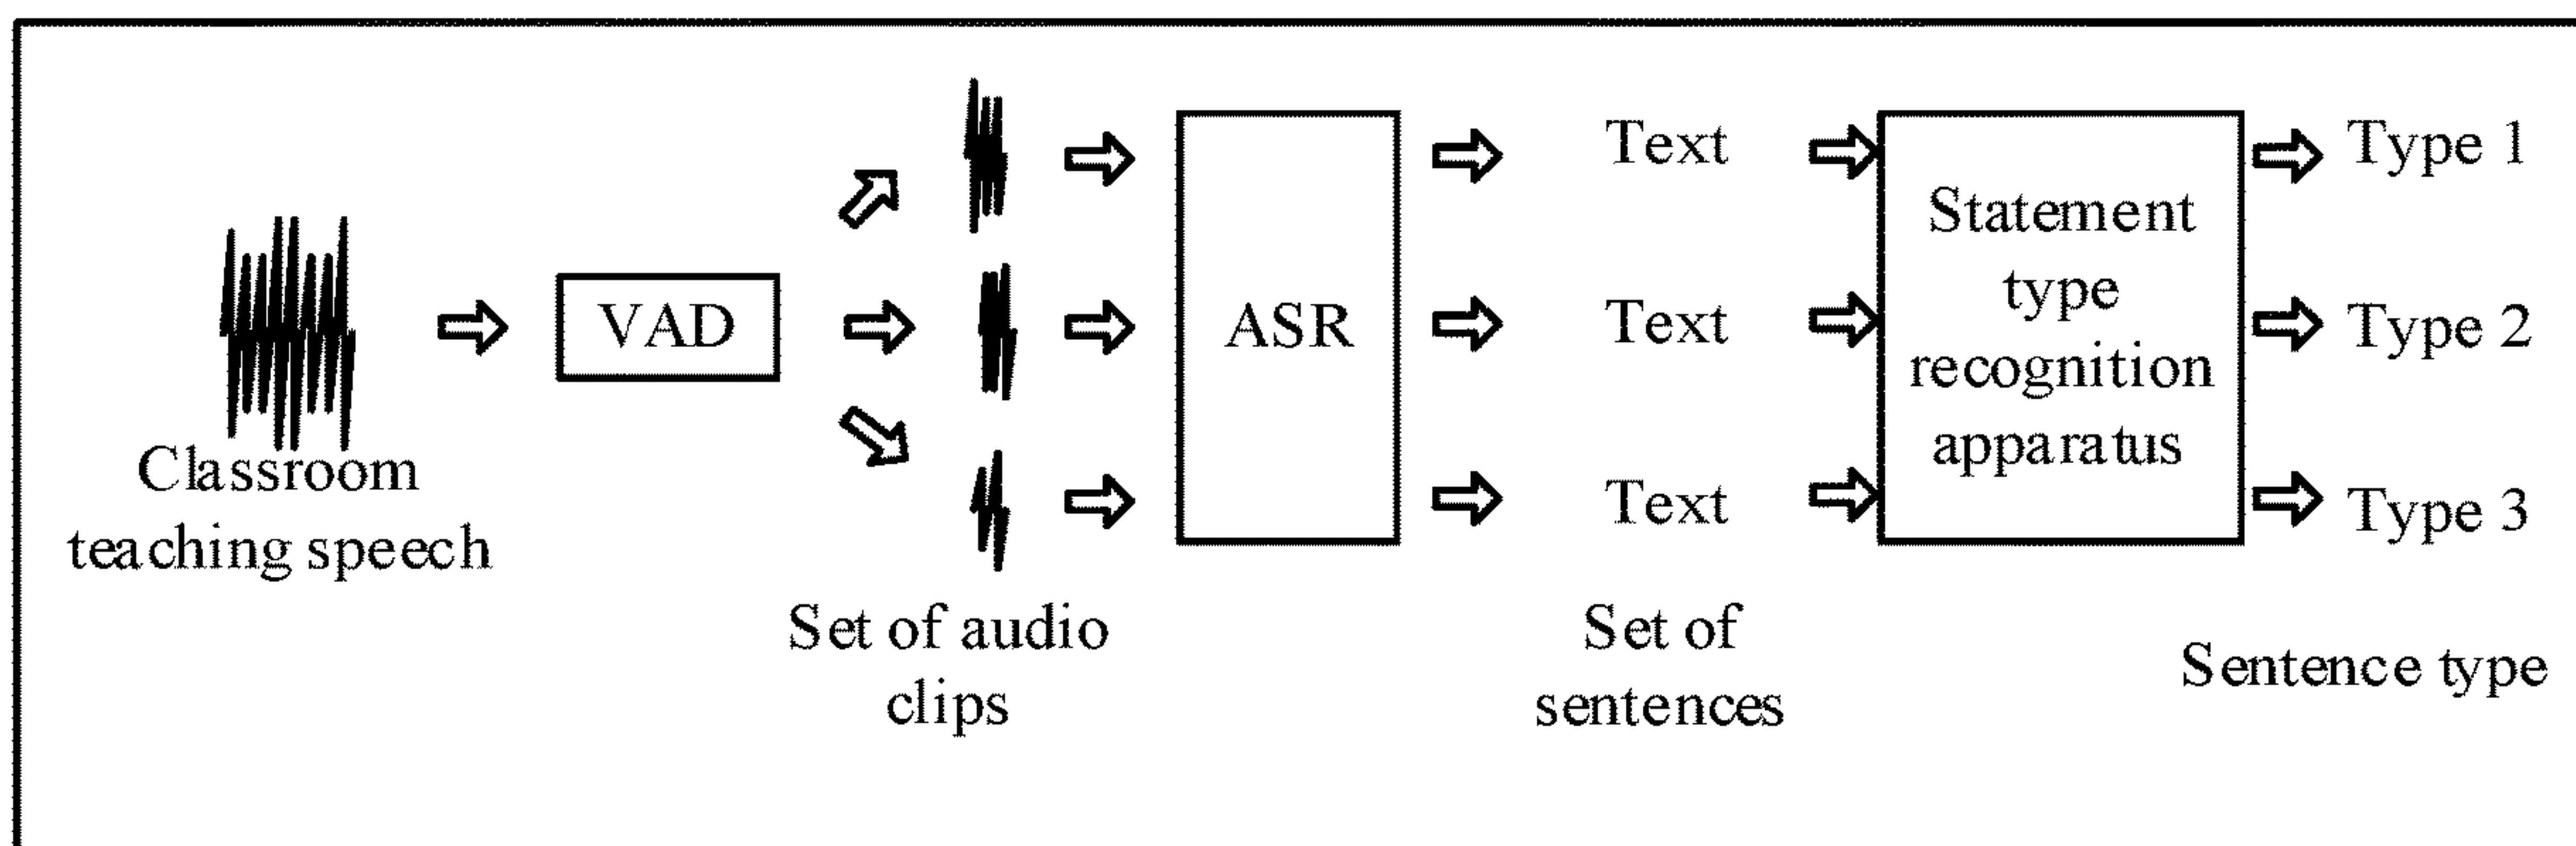 Classroom
teaching speech
VAD
Set of audio
clips
ASR
Text
Text
Text
Set of
sentences
Statement
type
recognition
apparatus
Type 1
Type 2
Type 3
Sentence type